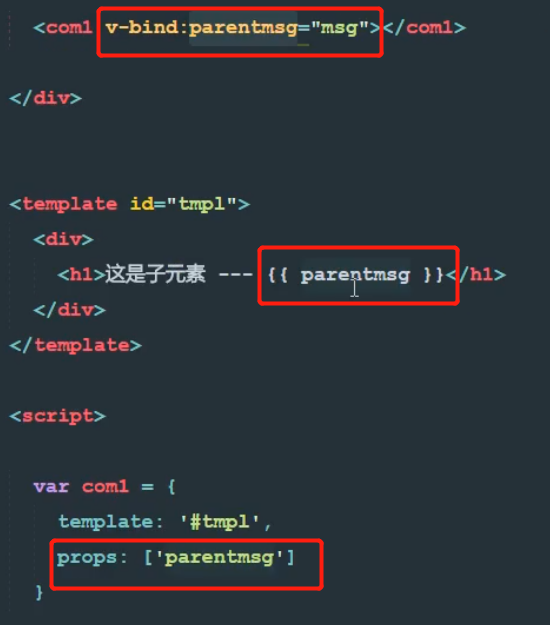 <com1 v-bind:parentmsg="msg"></com1>
</div>
<template id="tmpl">
<div>
<h1>这是子元素 --- {{ parentmsg }}</h1>
</div>
</template>
<script>
var com1 = {
template: '#tmpl',
props: ['parentmsg']
}